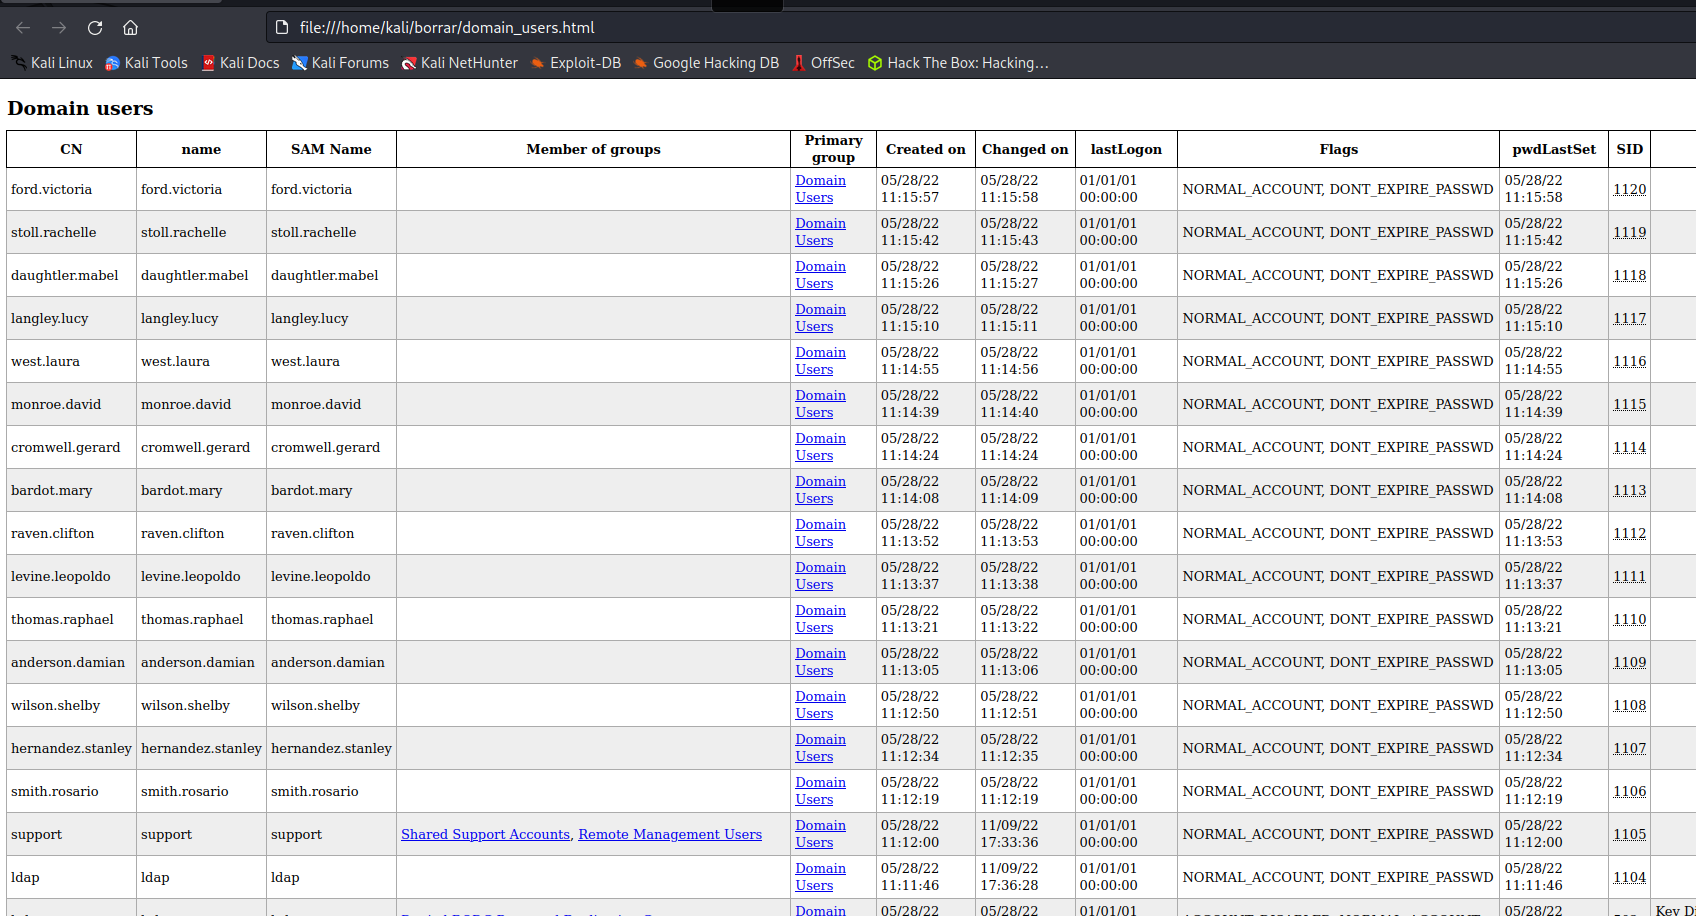 file:///home/kali/borrar/domain_users.html
Kali Linux Kali Tools Kali Docs Kali Forums Kali NetHunter Exploit-DB Google Hacking DB OffSec Hack The Box: Hacking...
Domain users
CN name SAM Name Member of groups Primary group Created on Changed on lastLogon Flags pwdLastSet SID
ford.victoria ford.victoria ford.victoria Domain Users 05/28/22 11:15:57 05/28/22 11:15:58 01/01/01 00:00:00 NORMAL_ACCOUNT, DONT_EXPIRE_PASSWD 05/28/22 11:15:58 1120
stoll.rachelle stoll.rachelle stoll.rachelle Domain Users 05/28/22 11:15:42 05/28/22 11:15:43 01/01/01 00:00:00 NORMAL_ACCOUNT, DONT_EXPIRE_PASSWD 05/28/22 11:15:42 1119
daughtler.mabel daughtler.mabel daughtler.mabel Domain Users 05/28/22 11:15:26 05/28/22 11:15:27 01/01/01 00:00:00 NORMAL_ACCOUNT, DONT_EXPIRE_PASSWD 05/28/22 11:15:26 1118
langley.lucy langley.lucy langley.lucy Domain Users 05/28/22 11:15:10 05/28/22 11:15:11 01/01/01 00:00:00 NORMAL_ACCOUNT, DONT_EXPIRE_PASSWD 05/28/22 11:15:10 1117
west.laura west.laura west.laura Domain Users 05/28/22 11:14:55 05/28/22 11:14:56 01/01/01 00:00:00 NORMAL_ACCOUNT, DONT_EXPIRE_PASSWD 05/28/22 11:14:55 1116
monroe.david monroe.david monroe.david Domain Users 05/28/22 11:14:39 05/28/22 11:14:40 01/01/01 00:00:00 NORMAL_ACCOUNT, DONT_EXPIRE_PASSWD 05/28/22 11:14:39 1115
cromwell.gerard cromwell.gerard cromwell.gerard Domain Users 05/28/22 11:14:24 05/28/22 11:14:24 01/01/01 00:00:00 NORMAL_ACCOUNT, DONT_EXPIRE_PASSWD 05/28/22 11:14:24 1114
bardot.mary bardot.mary bardot.mary Domain Users 05/28/22 11:14:08 05/28/22 11:14:09 01/01/01 00:00:00 NORMAL_ACCOUNT, DONT_EXPIRE_PASSWD 05/28/22 11:14:08 1113
raven.clifton raven.clifton raven.clifton Domain Users 05/28/22 11:13:52 05/28/22 11:13:53 01/01/01 00:00:00 NORMAL_ACCOUNT, DONT_EXPIRE_PASSWD 05/28/22 11:13:53 1112
levine.leopoldo levine.leopoldo levine.leopoldo Domain Users 05/28/22 11:13:37 05/28/22 11:13:38 01/01/01 00:00:00 NORMAL_ACCOUNT, DONT_EXPIRE_PASSWD 05/28/22 11:13:37 1111
thomas.raphael thomas.raphael thomas.raphael Domain Users 05/28/22 11:13:21 05/28/22 11:13:22 01/01/01 00:00:00 NORMAL_ACCOUNT, DONT_EXPIRE_PASSWD 05/28/22 11:13:21 1110
anderson.damian anderson.damian anderson.damian Domain Users 05/28/22 11:13:05 05/28/22 11:13:06 01/01/01 00:00:00 NORMAL_ACCOUNT, DONT_EXPIRE_PASSWD 05/28/22 11:13:05 1109
wilson.shelby wilson.shelby wilson.shelby Domain Users 05/28/22 11:12:50 05/28/22 11:12:51 01/01/01 00:00:00 NORMAL_ACCOUNT, DONT_EXPIRE_PASSWD 05/28/22 11:12:50 1108
hernandez.stanley hernandez.stanley hernandez.stanley Domain Users 05/28/22 11:12:34 05/28/22 11:12:35 01/01/01 00:00:00 NORMAL_ACCOUNT, DONT_EXPIRE_PASSWD 05/28/22 11:12:34 1107
smith.rosario smith.rosario smith.rosario Domain Users 05/28/22 11:12:19 05/28/22 11:12:19 01/01/01 00:00:00 NORMAL_ACCOUNT, DONT_EXPIRE_PASSWD 05/28/22 11:12:19 1106
support support support Shared Support Accounts, Remote Management Users Domain Users 05/28/22 11:12:00 11/09/22 17:33:36 01/01/01 00:00:00 NORMAL_ACCOUNT, DONT_EXPIRE_PASSWD 05/28/22 11:12:00 1105
ldap ldap ldap Domain Users 05/28/22 11:11:46 11/09/22 17:36:28 01/01/01 00:00:00 NORMAL_ACCOUNT, DONT_EXPIRE_PASSWD 05/28/22 11:11:46 1104
Domain 05/28/22 05/28/22 01/01/01 05/28/22 Key Di